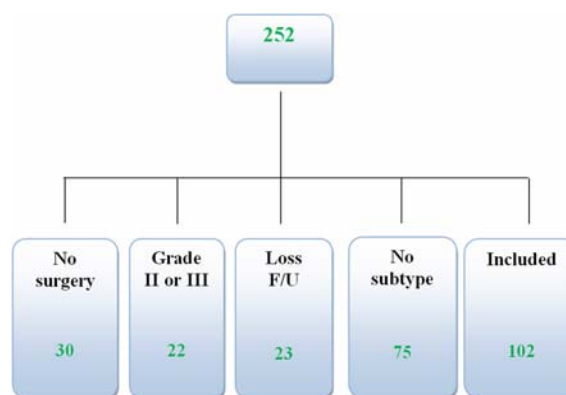 252
No surgery
30
Grade II or III
22
Loss F/U
23
No subtype
75
Included
102